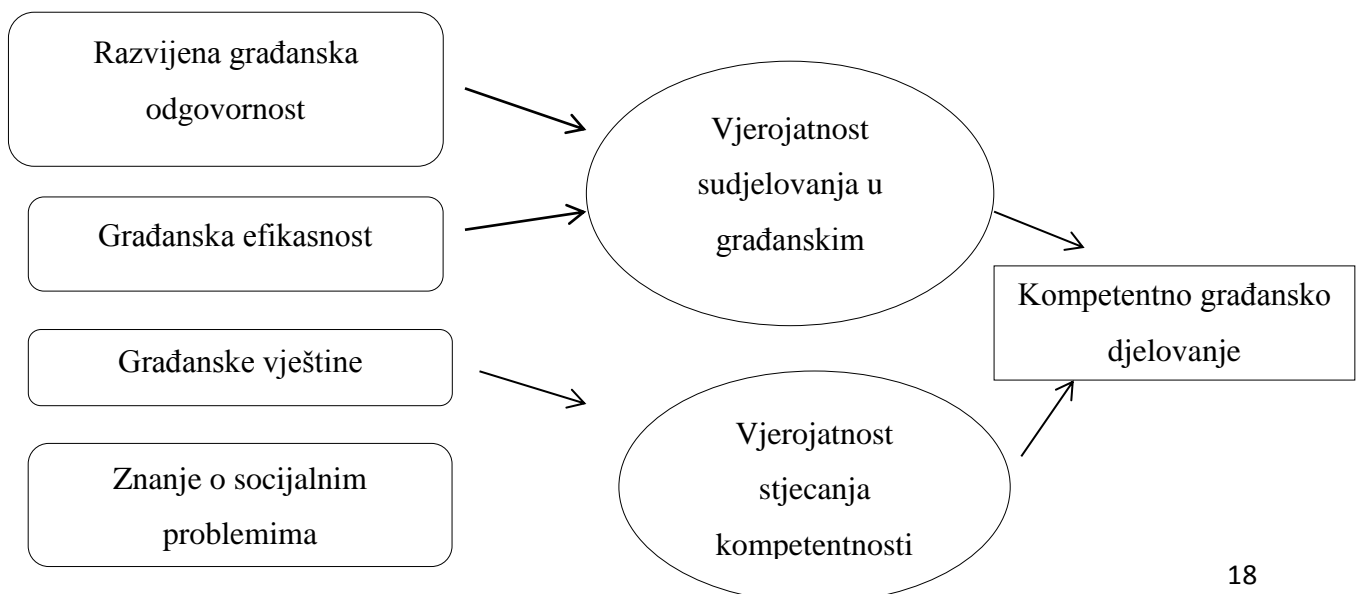 Razvijena građanska
odgovornost
Građanska efikasnost
Građanske vještine
Znanje o socijalnim
problemima
Vjerojatnost
sudjelovanja u
građanskim
Vjerojatnost
stjecanja
kompetentnosti
Kompetentno građansko
djelovanje
18